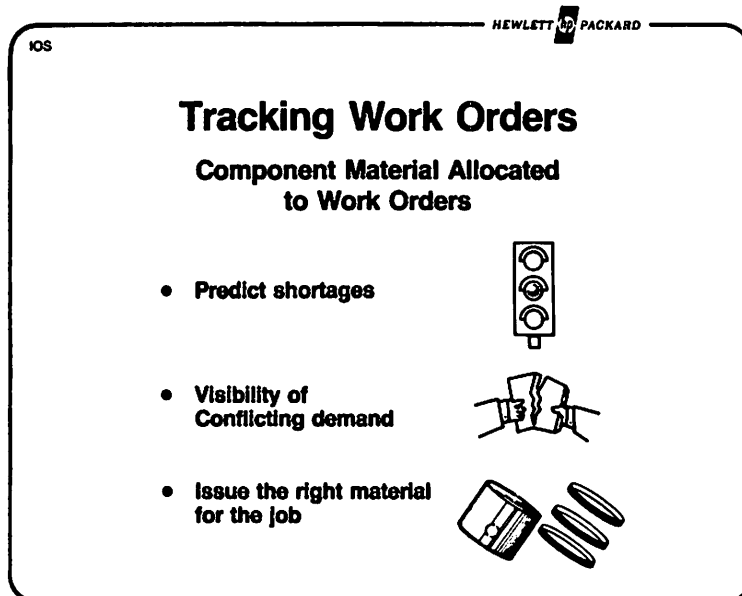 HEWLETT hp PACKARD
IOS
Tracking Work Orders
Component Material Allocated
to Work Orders
• Predict shortages
• Visibility of
Conflicting demand
• Issue the right material
for the job